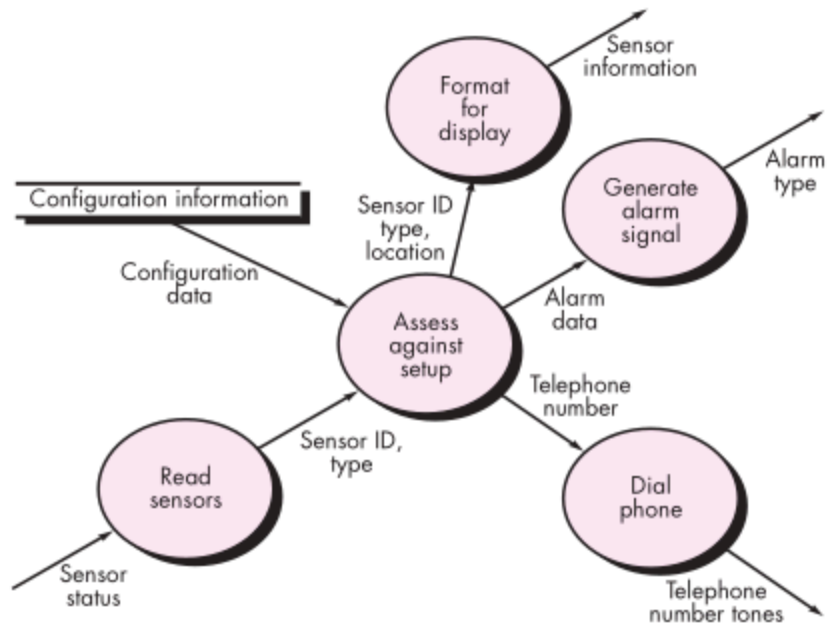 Format
for
display
Sensor
information
Generate
alarm
signal
Alarm
type
Configuration information
Sensor ID
type,
location
Configuration
data
Alarm
data
Assess
against
setup
Telephone
number
Sensor ID,
type
Read
sensors
Dial
phone
Sensor
status
Telephone
number tones